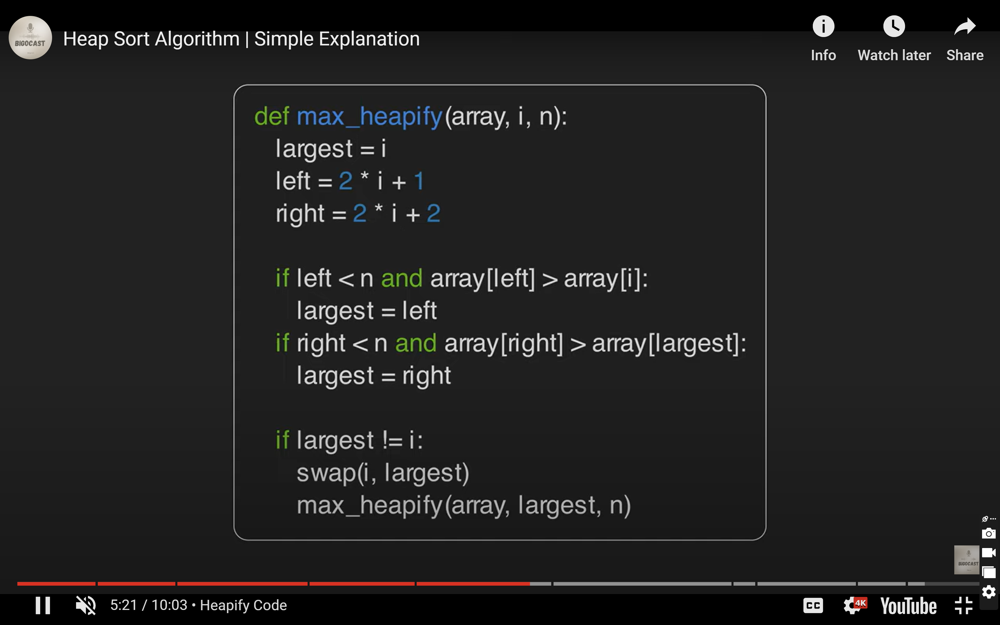 BIGOCAST
Heap Sort Algorithm | Simple Explanation
Info
Watch later
Share
def max_heapify(array, i, n):
largest = i
left = 2 * i + 1
right = 2 * i + 2
if left < n and array[left] > array[i]:
largest = left
if right < n and array[right] > array[largest]:
largest = right
if largest != i:
swap(i, largest)
max_heapify(array, largest, n)
BIGOCAST
5:21 / 10:03 • Heapify Code
CC
4K
YouTube